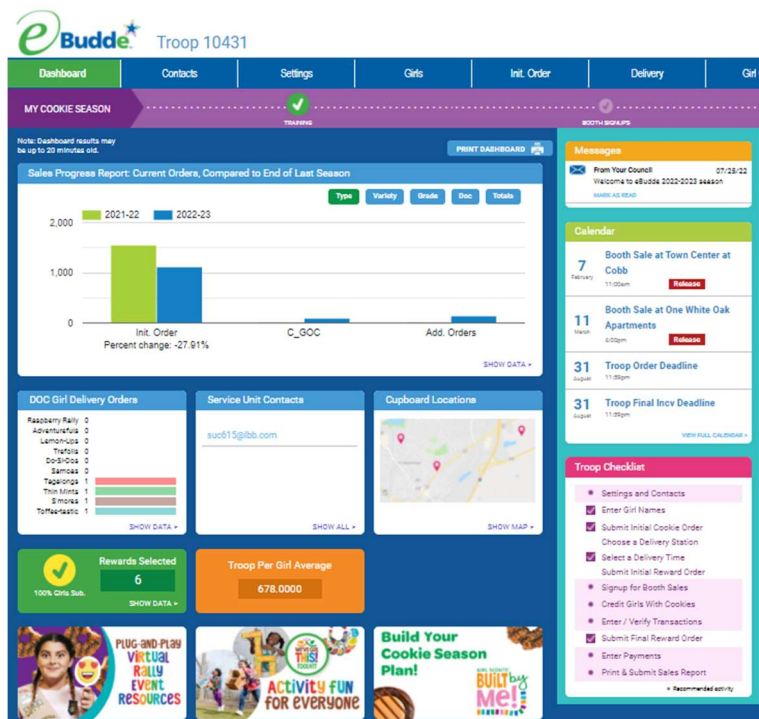 eBudde
Troop 10431
Dashboard
Contacts
Settings
Girls
Init. Order
Delivery
Girl
MY COOKIE SEASON
TRAINING
BOOTH SIGNUPS
Note: Dashboard results may
be up to 20 minutes old.
PRINT DASHBOARD
Sales Progress Report: Current Orders, Compared to End of Last Season
Type
Variety
Grade
Doc
Totals
2021-22
2022-23
2,000
1,000
0
Init. Order
C_GOC
Add. Orders
Percent change: -27.91%
SHOW DATA »
DOC Girl Delivery Orders
Raspberry Rally 0
Adventurefuls 0
Lemon-Ups 0
Trefoils 0
Do-Si-Dos 0
Samoas 0
Tagalongs 1
Thin Mints 1
S'mores 1
Toffee-tastic 1
SHOW DATA »
Service Unit Contacts
suc615@lbb.com
SHOW ALL »
Cupboard Locations
SHOW MAP »
100% Girls Sub.
Rewards Selected
6
SHOW DATA »
Troop Per Girl Average
678.0000
PLUG-AND-PLAY
VIRTUAL
RALLY
EVENT
RESOURCES
WE'VE GOT
THIS!
TOOLKIT
ACTIVITY FUN
FOR EVERYONE
Build Your
Cookie Season
Plan!
BUILT by
Me!
Messages
From Your Council 07/25/22
Welcome to eBudde 2022-2023 season
MARK AS READ
Calendar
7
February
Booth Sale at Town Center at
Cobb
11:00am
Release
11
March
Booth Sale at One White Oak
Apartments
4:00pm
Release
31
August
Troop Order Deadline
11:59pm
31
August
Troop Final Incv Deadline
11:59pm
VIEW FULL CALENDAR »
Troop Checklist
* Settings and Contacts
Enter Girl Names
Submit Initial Cookie Order
Choose a Delivery Station
Select a Delivery Time
Submit Initial Reward Order
* Signup for Booth Sales
* Credit Girls With Cookies
* Enter / Verify Transactions
Submit Final Reward Order
* Enter Payments
* Print & Submit Sales Report
* Recommended activity